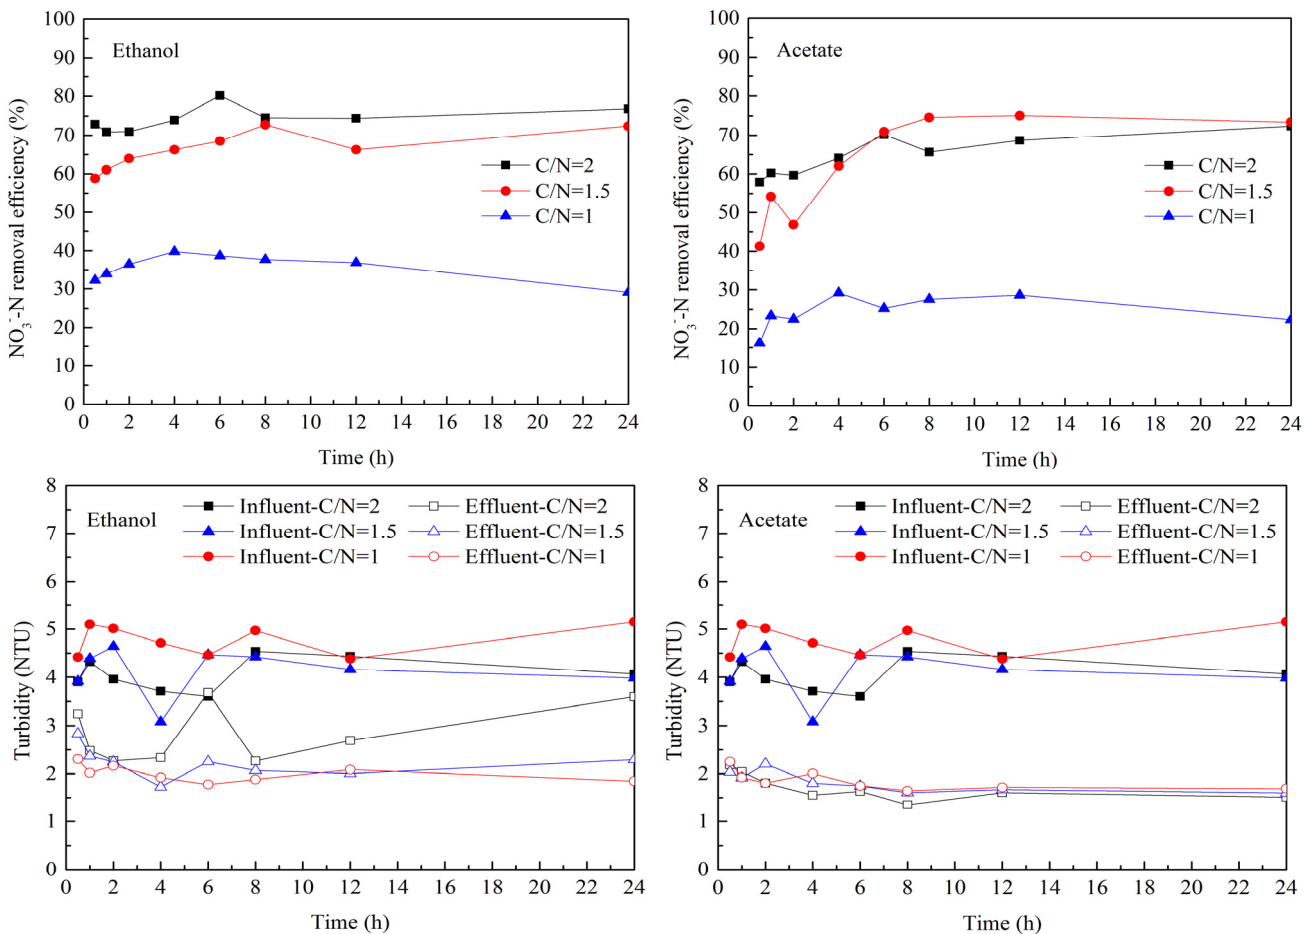 100
90
80
70
60
50
40
30
20
10
0
NO₃⁻-N removal efficiency (%)
Ethanol
C/N=2
C/N=1.5
C/N=1
0 2 4 6 8 10 12 14 16 18 20 22 24
Time (h)
100
90
80
70
60
50
40
30
20
10
0
NO₃⁻-N removal efficiency (%)
Acetate
C/N=2
C/N=1.5
C/N=1
0 2 4 6 8 10 12 14 16 18 20 22 24
Time (h)
8
7
6
5
4
3
2
1
0
Turbidity (NTU)
Ethanol
Influent-C/N=2 Effluent-C/N=2
Influent-C/N=1.5 Effluent-C/N=1.5
Influent-C/N=1 Effluent-C/N=1
0 2 4 6 8 10 12 14 16 18 20 22 24
Time (h)
8
7
6
5
4
3
2
1
0
Turbidity (NTU)
Acetate
Influent-C/N=2 Effluent-C/N=2
Influent-C/N=1.5 Effluent-C/N=1.5
Influent-C/N=1 Effluent-C/N=1
0 2 4 6 8 10 12 14 16 18 20 22 24
Time (h)